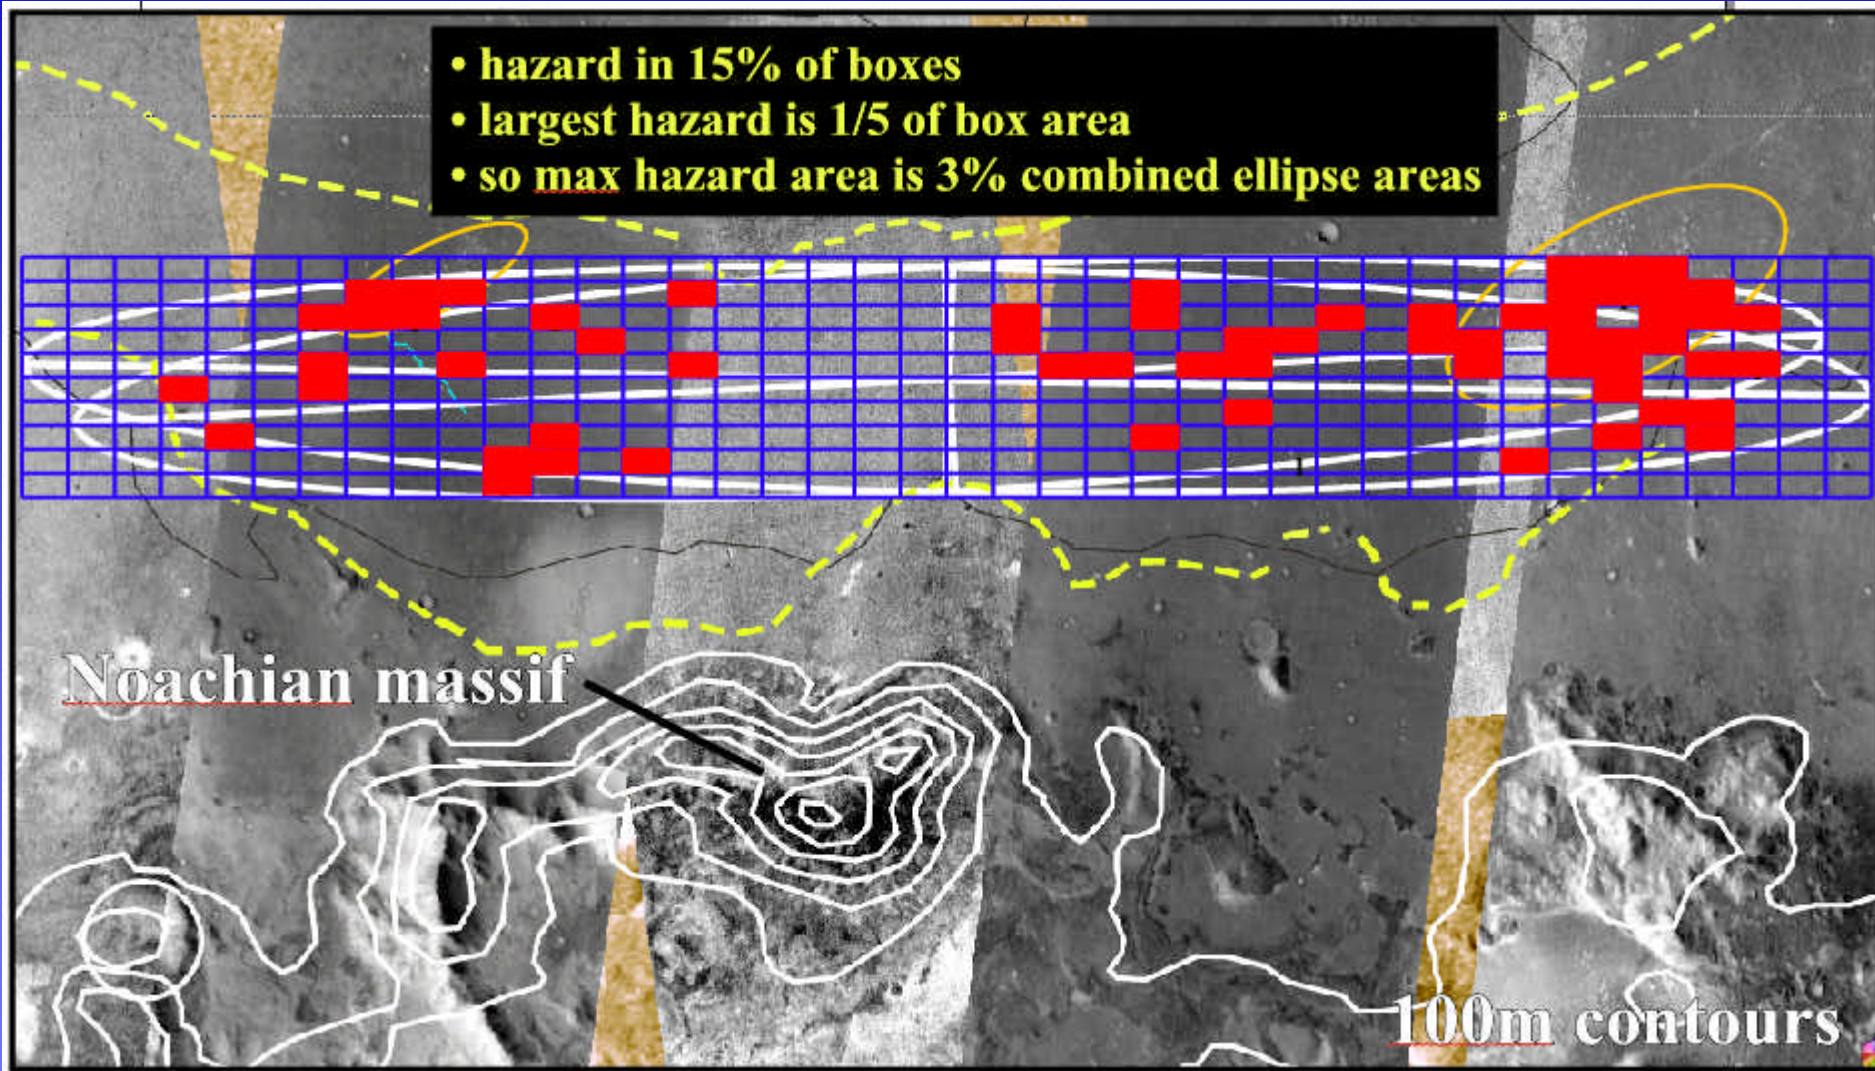 • hazard in 15% of boxes
• largest hazard is 1/5 of box area
• so max hazard area is 3% combined ellipse areas
Noachian massif
100m contours